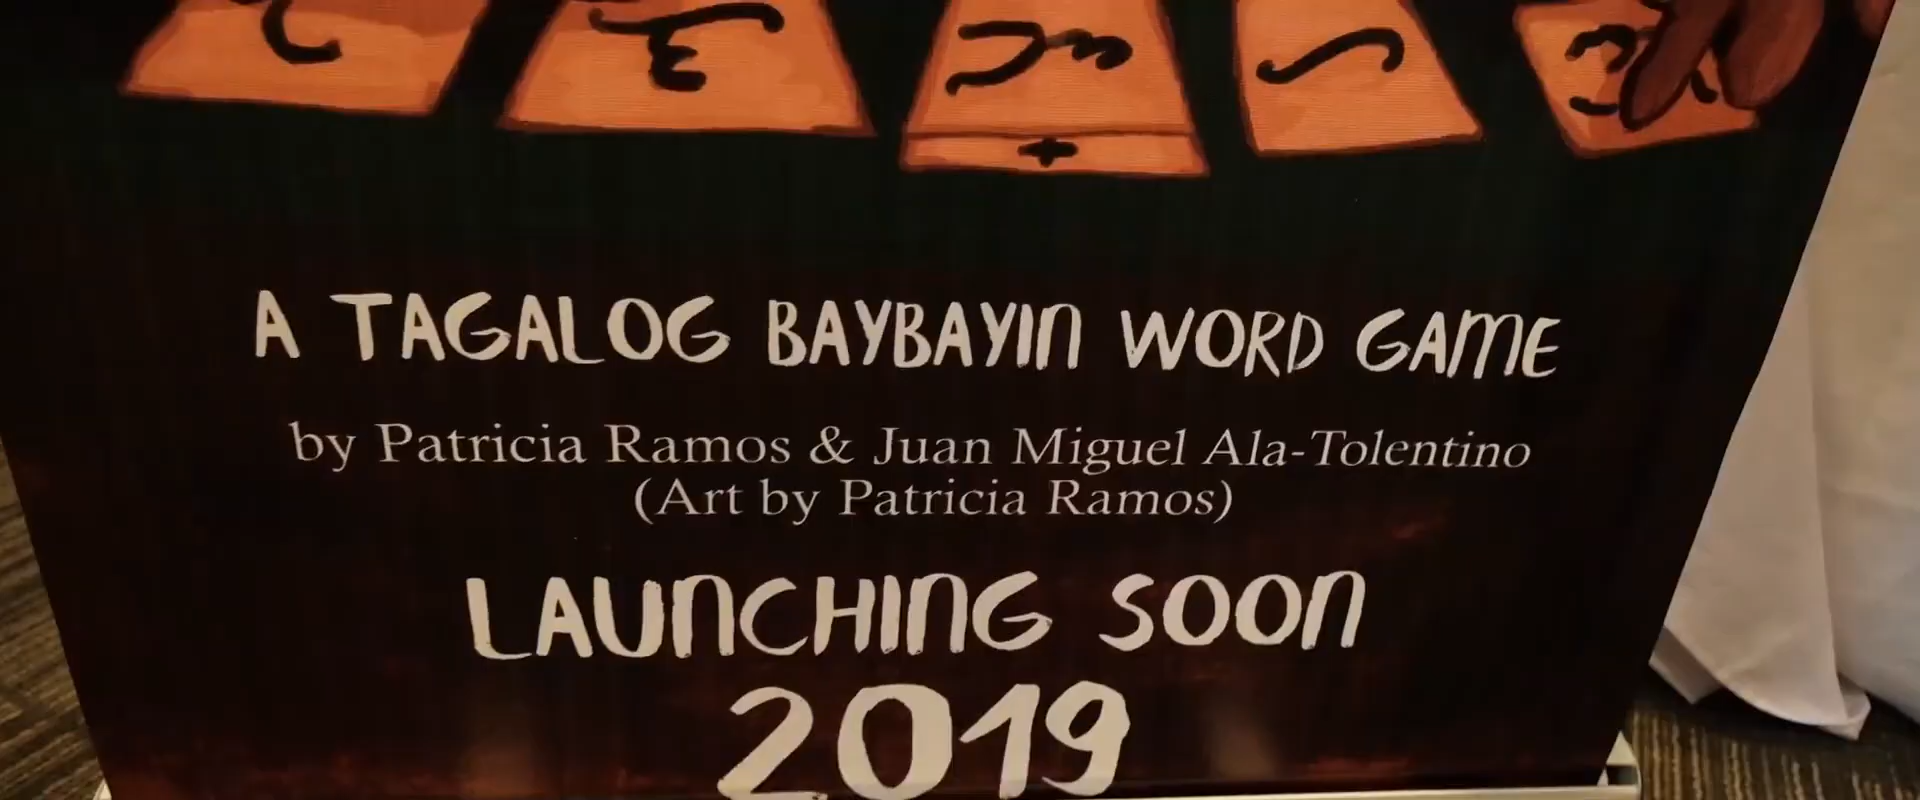 A TAGALOG BAYBAYIN WORD GAME
by Patricia Ramos & Juan Miguel Ala-Tolentino
(Art by Patricia Ramos)
LAUNCHING SOON
2019